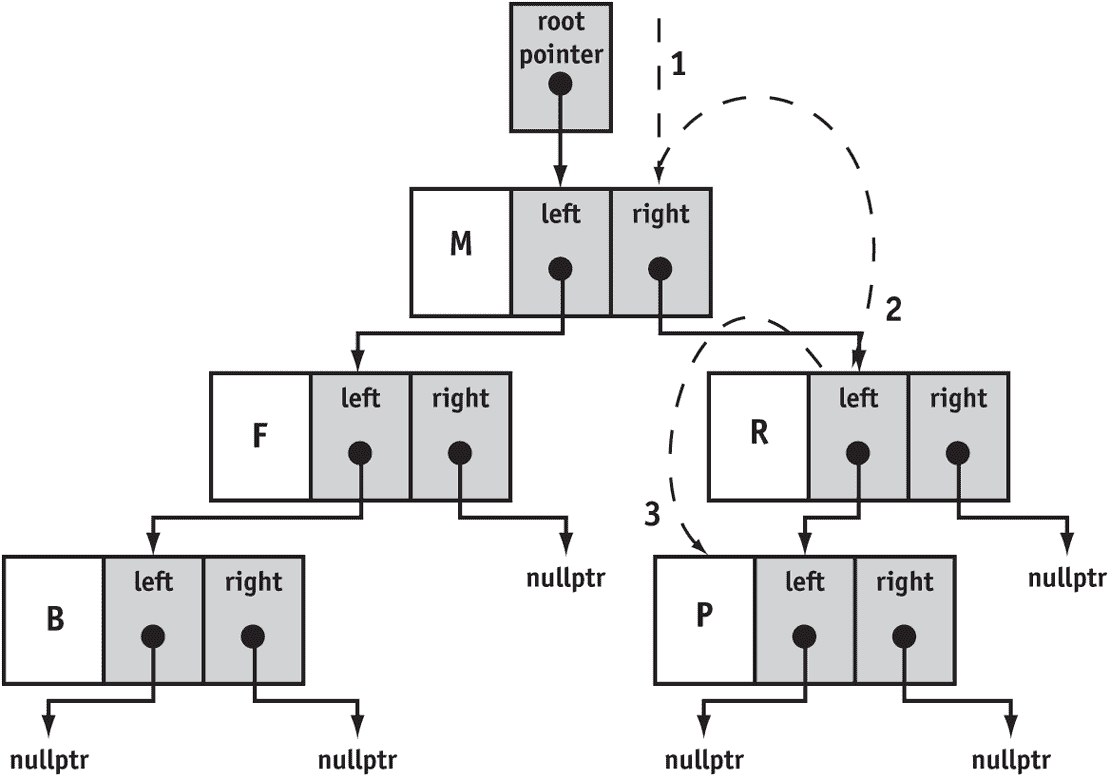 root
pointer
1
M
left
right
2
F
left
right
R
left
right
3
nullptr
nullptr
B
left
right
P
left
right
nullptr
nullptr
nullptr
nullptr